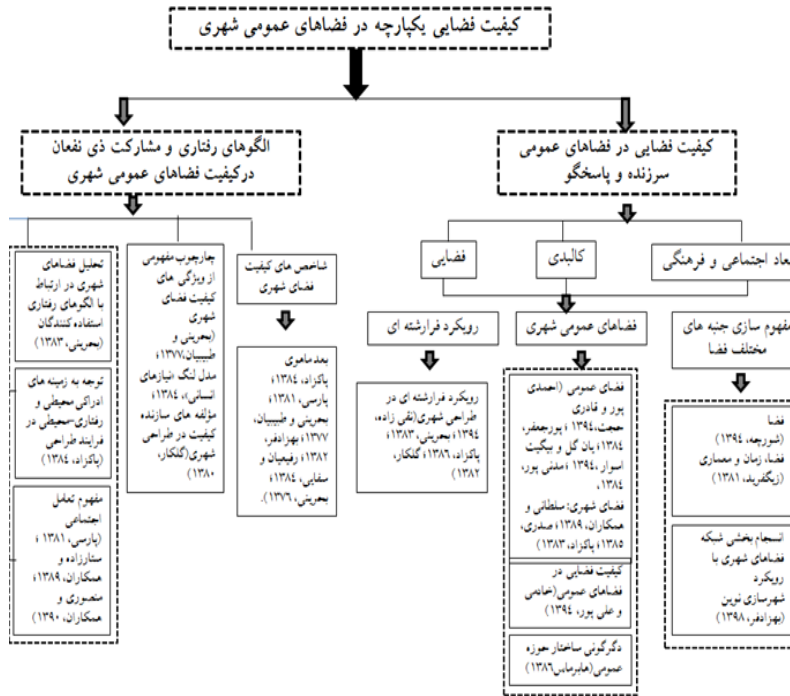 کیفیت فضایی یکپارچه در فضاهای عمومی شهری
کیفیت فضایی در فضاهای عمومی
سرزنده و پاسخگو
الگوهای رفتاری و مشارکت ذی نفعان
درکیفیت فضاهای عمومی شهری
عاد اجتماعی و فرهنگی
کالبدی
فضایی
مفهوم سازی جنبه های
مختلف فضا
فضاهای عمومی شهری
رویکرد فرارشته ای
فضا
(شورچه، ۱۳۹۴)
فضا، زمان و معماری
(زیگفرید، ۱۳۸۱)
انسجام بخشی شبکه
فضاهای شهری با
رویکرد
شهرسازی نوین
(بهزادفر، ۱۳۹۸)
فضای عمومی (احمدی
پور و قادری
حجت، ۱۳۹۴؛ پورجعفر،
۱۳۸۴؛ یان گل و بیگیت
اسوار، ۱۳۹۴؛ مدنی پور،
۱۳۸۴،
فضای شهری: سلطانی و
همکاران، ۱۳۸۹؛ صدری،
۱۳۸۵؛ پاکزاد، ۱۳۸۳)
کیفیت فضایی در
فضاهای عمومی(خادمی
و علی پور، ۱۳۹۴)
دگرگونی ساختار حوزه
عمومی(هابرماس۱۳۸۶)
رویکرد فرارشته ای در
طراحی شهری(نقی زاده،
۱۳۹۴؛ بحرینی، ۱۳۸۳؛
پاکزاد، ۱۳۸۶؛ گلکار،
۱۳۸۲)
شاخص های کیفیت
فضای شهری
بعد ماهوی
پاکزاد، ۱۳۸۴؛
پارسی، ۱۳۸۱؛
بحرینی و طبیبیان،
۱۳۷۷؛ بهزادفر،
۱۳۸۲؛ رفیعیان و
سفایی، ۱۳۸۴؛
بحرینی، ۱۳۷۶).
چارچوب مفهومی
از ویژگی های
کیفیت فضای
شهری
(بحرینی و
طبیبیان،۱۳۷۷)
مدل لنگ =نیازهای
انسانی)، ۱۳۸۴؛
مؤلفه های سازنده
کیفیت در طراحی
شهری(گلکار،
۱۳۸۰)
تحلیل فضاهای
شهری در ارتباط
با الگوهای رفتاری
استفاده کنندگان
(بحرینی، ۱۳۸۳)
توجه به زمینه های
ادراکی محیطی و
رفتاری-محیطی در
فرایند طراحی
(پاکزاد، ۱۳۸۴)
مفهوم تعامل
اجتماعی
(پارسی، ۱۳۸۱ ؛
ستارزاده و
همکاران، ۱۳۸۹؛
منصوری و
همکاران، ۱۳۹۰)